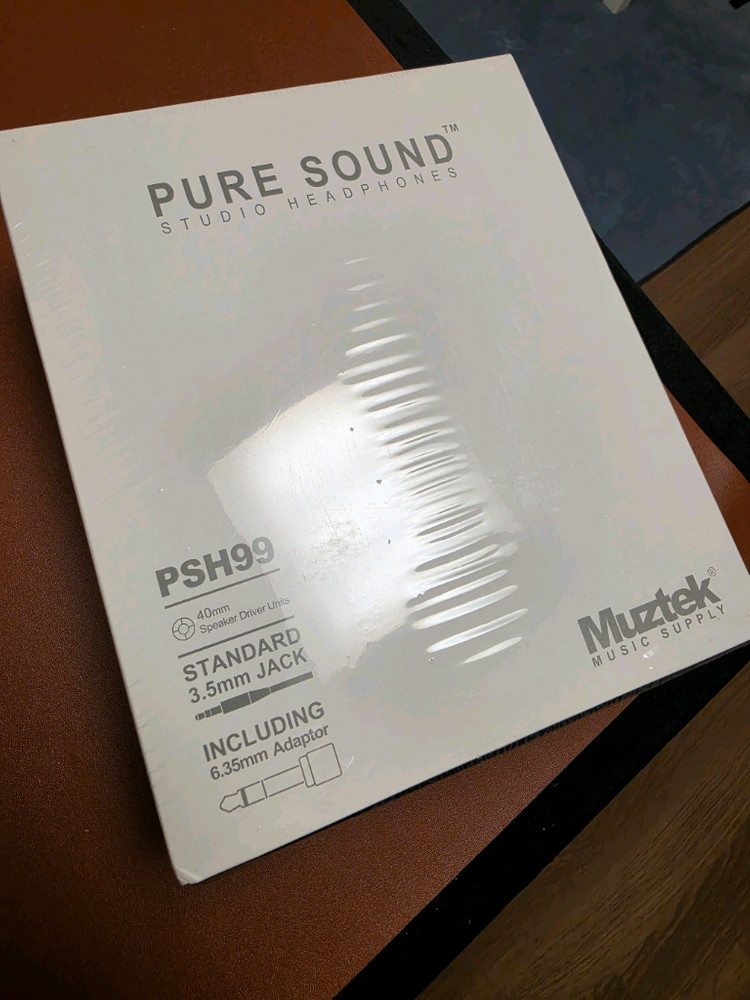 PURE SOUND™
STUDIO HEADPHONES
PSH99
40mm
Speaker Driver Units
STANDARD
3.5mm JACK
INCLUDING
6.35mm Adaptor
Muztek®
MUSIC SUPPLY